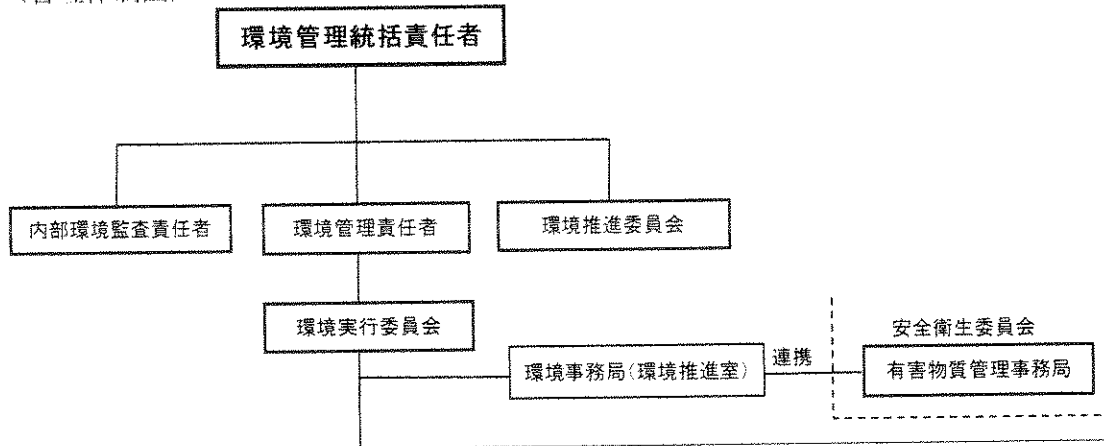 環境管理統括責任者
内部環境監査責任者
環境管理責任者
環境推進委員会
環境実行委員会
安全衛生委員会
環境事務局(環境推進室)
連携
有害物質管理事務局